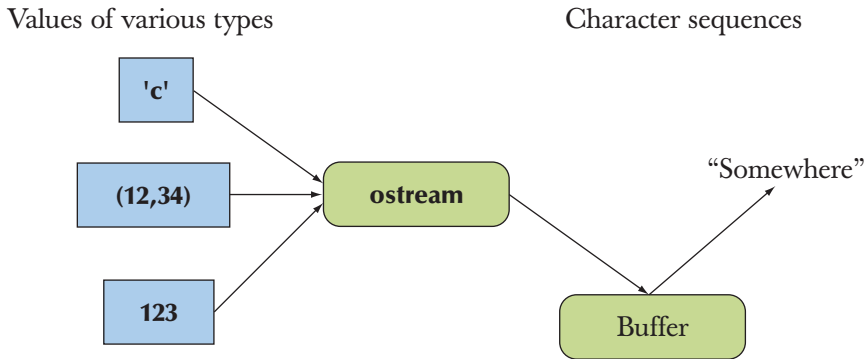 Values of various types
Character sequences
'c'
(12,34)
ostream
“Somewhere”
123
Buffer